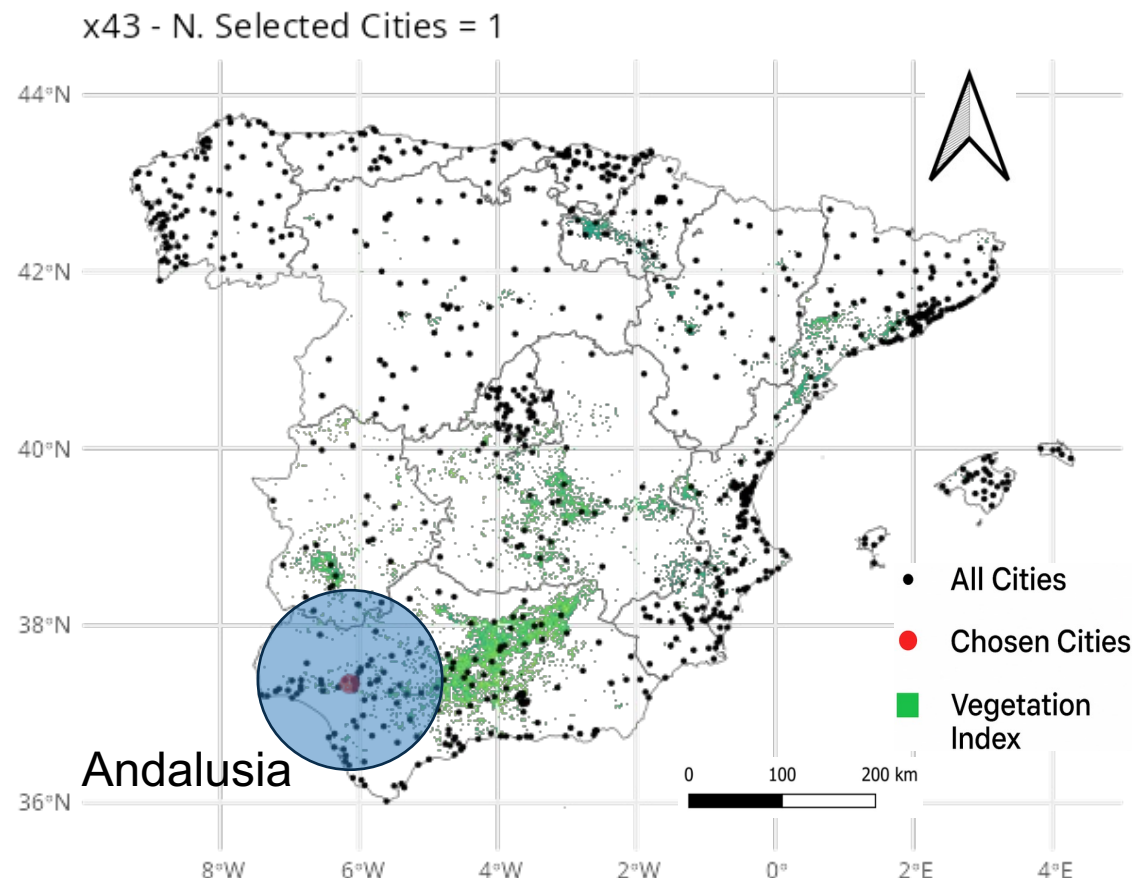 x43 - N. Selected Cities = 1
44°N
42°N
40°N
38°N
36°N
All Cities
Chosen Cities
Vegetation
Index
Andalusia
0 100 200 km
8°W 6°W 4°W 2°W 0° 2°E 4°E